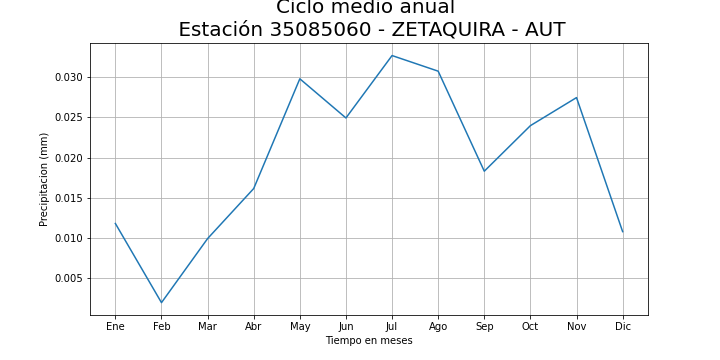 Ciclo medio anual
Estación 35085060 - ZETAQUIRA - AUT
0.030
0.025
0.020
0.015
0.010
0.005
Precipitacion (mm)
Ene Feb Mar Abr May Jun Jul Ago Sep Oct Nov Dic
Tiempo en meses